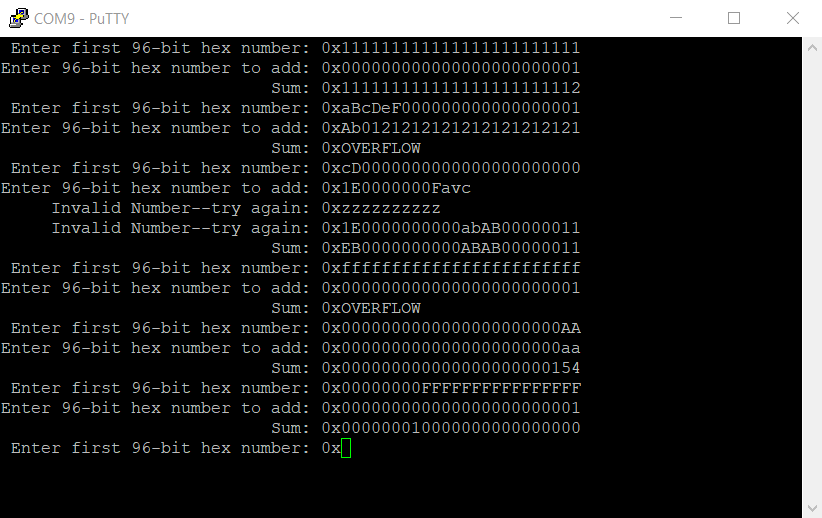 COM9 - PuTTY
Enter first 96-bit hex number: 0x111111111111111111111111
Enter 96-bit hex number to add: 0x000000000000000000000001
Sum: 0x111111111111111111111112
Enter first 96-bit hex number: 0xaBcDeF000000000000000001
Enter 96-bit hex number to add: 0xAb0121212121212121212121
Sum: 0xOVERFLOW
Enter first 96-bit hex number: 0xcD0000000000000000000000
Enter 96-bit hex number to add: 0x1E0000000Favc
Invalid Number--try again: 0xzzzzzzzzzz
Invalid Number--try again: 0x1E0000000000abAB00000011
Sum: 0xEB0000000000ABAB00000011
Enter first 96-bit hex number: 0xffffffffffffffffffffffff
Enter 96-bit hex number to add: 0x000000000000000000000001
Sum: 0xOVERFLOW
Enter first 96-bit hex number: 0x0000000000000000000000AA
Enter 96-bit hex number to add: 0x0000000000000000000000aa
Sum: 0x000000000000000000000154
Enter first 96-bit hex number: 0x00000000FFFFFFFFFFFFFFFF
Enter 96-bit hex number to add: 0x000000000000000000000001
Sum: 0x000000010000000000000000
Enter first 96-bit hex number: 0x